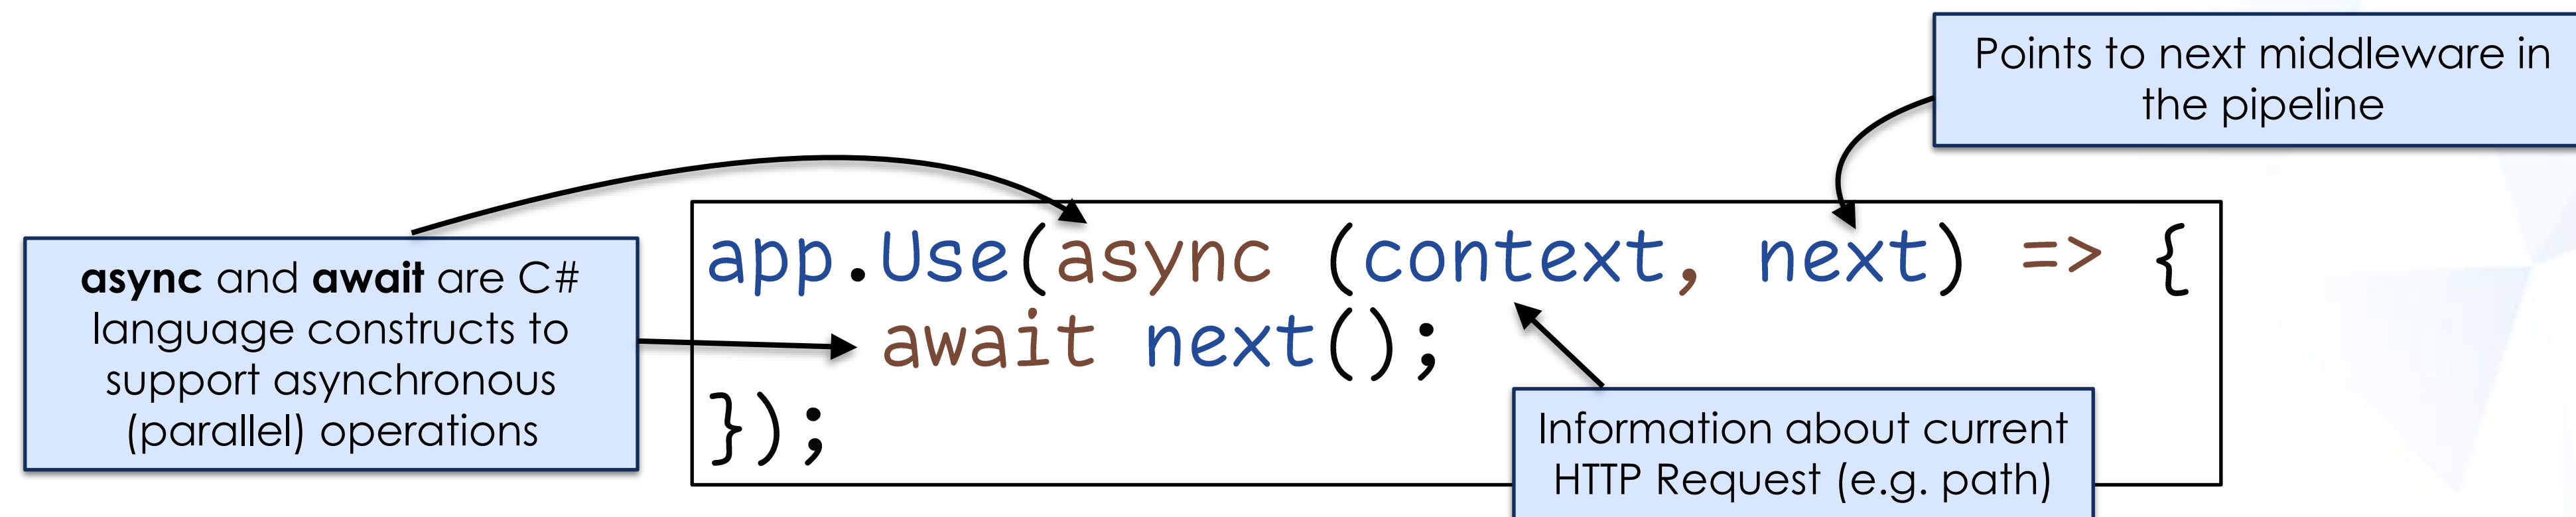 Points to next middleware in
the pipeline
async and await are C#
language constructs to
support asynchronous
(parallel) operations
app.Use(async (context, next) => {
    await next();
});
Information about current
HTTP Request (e.g. path)